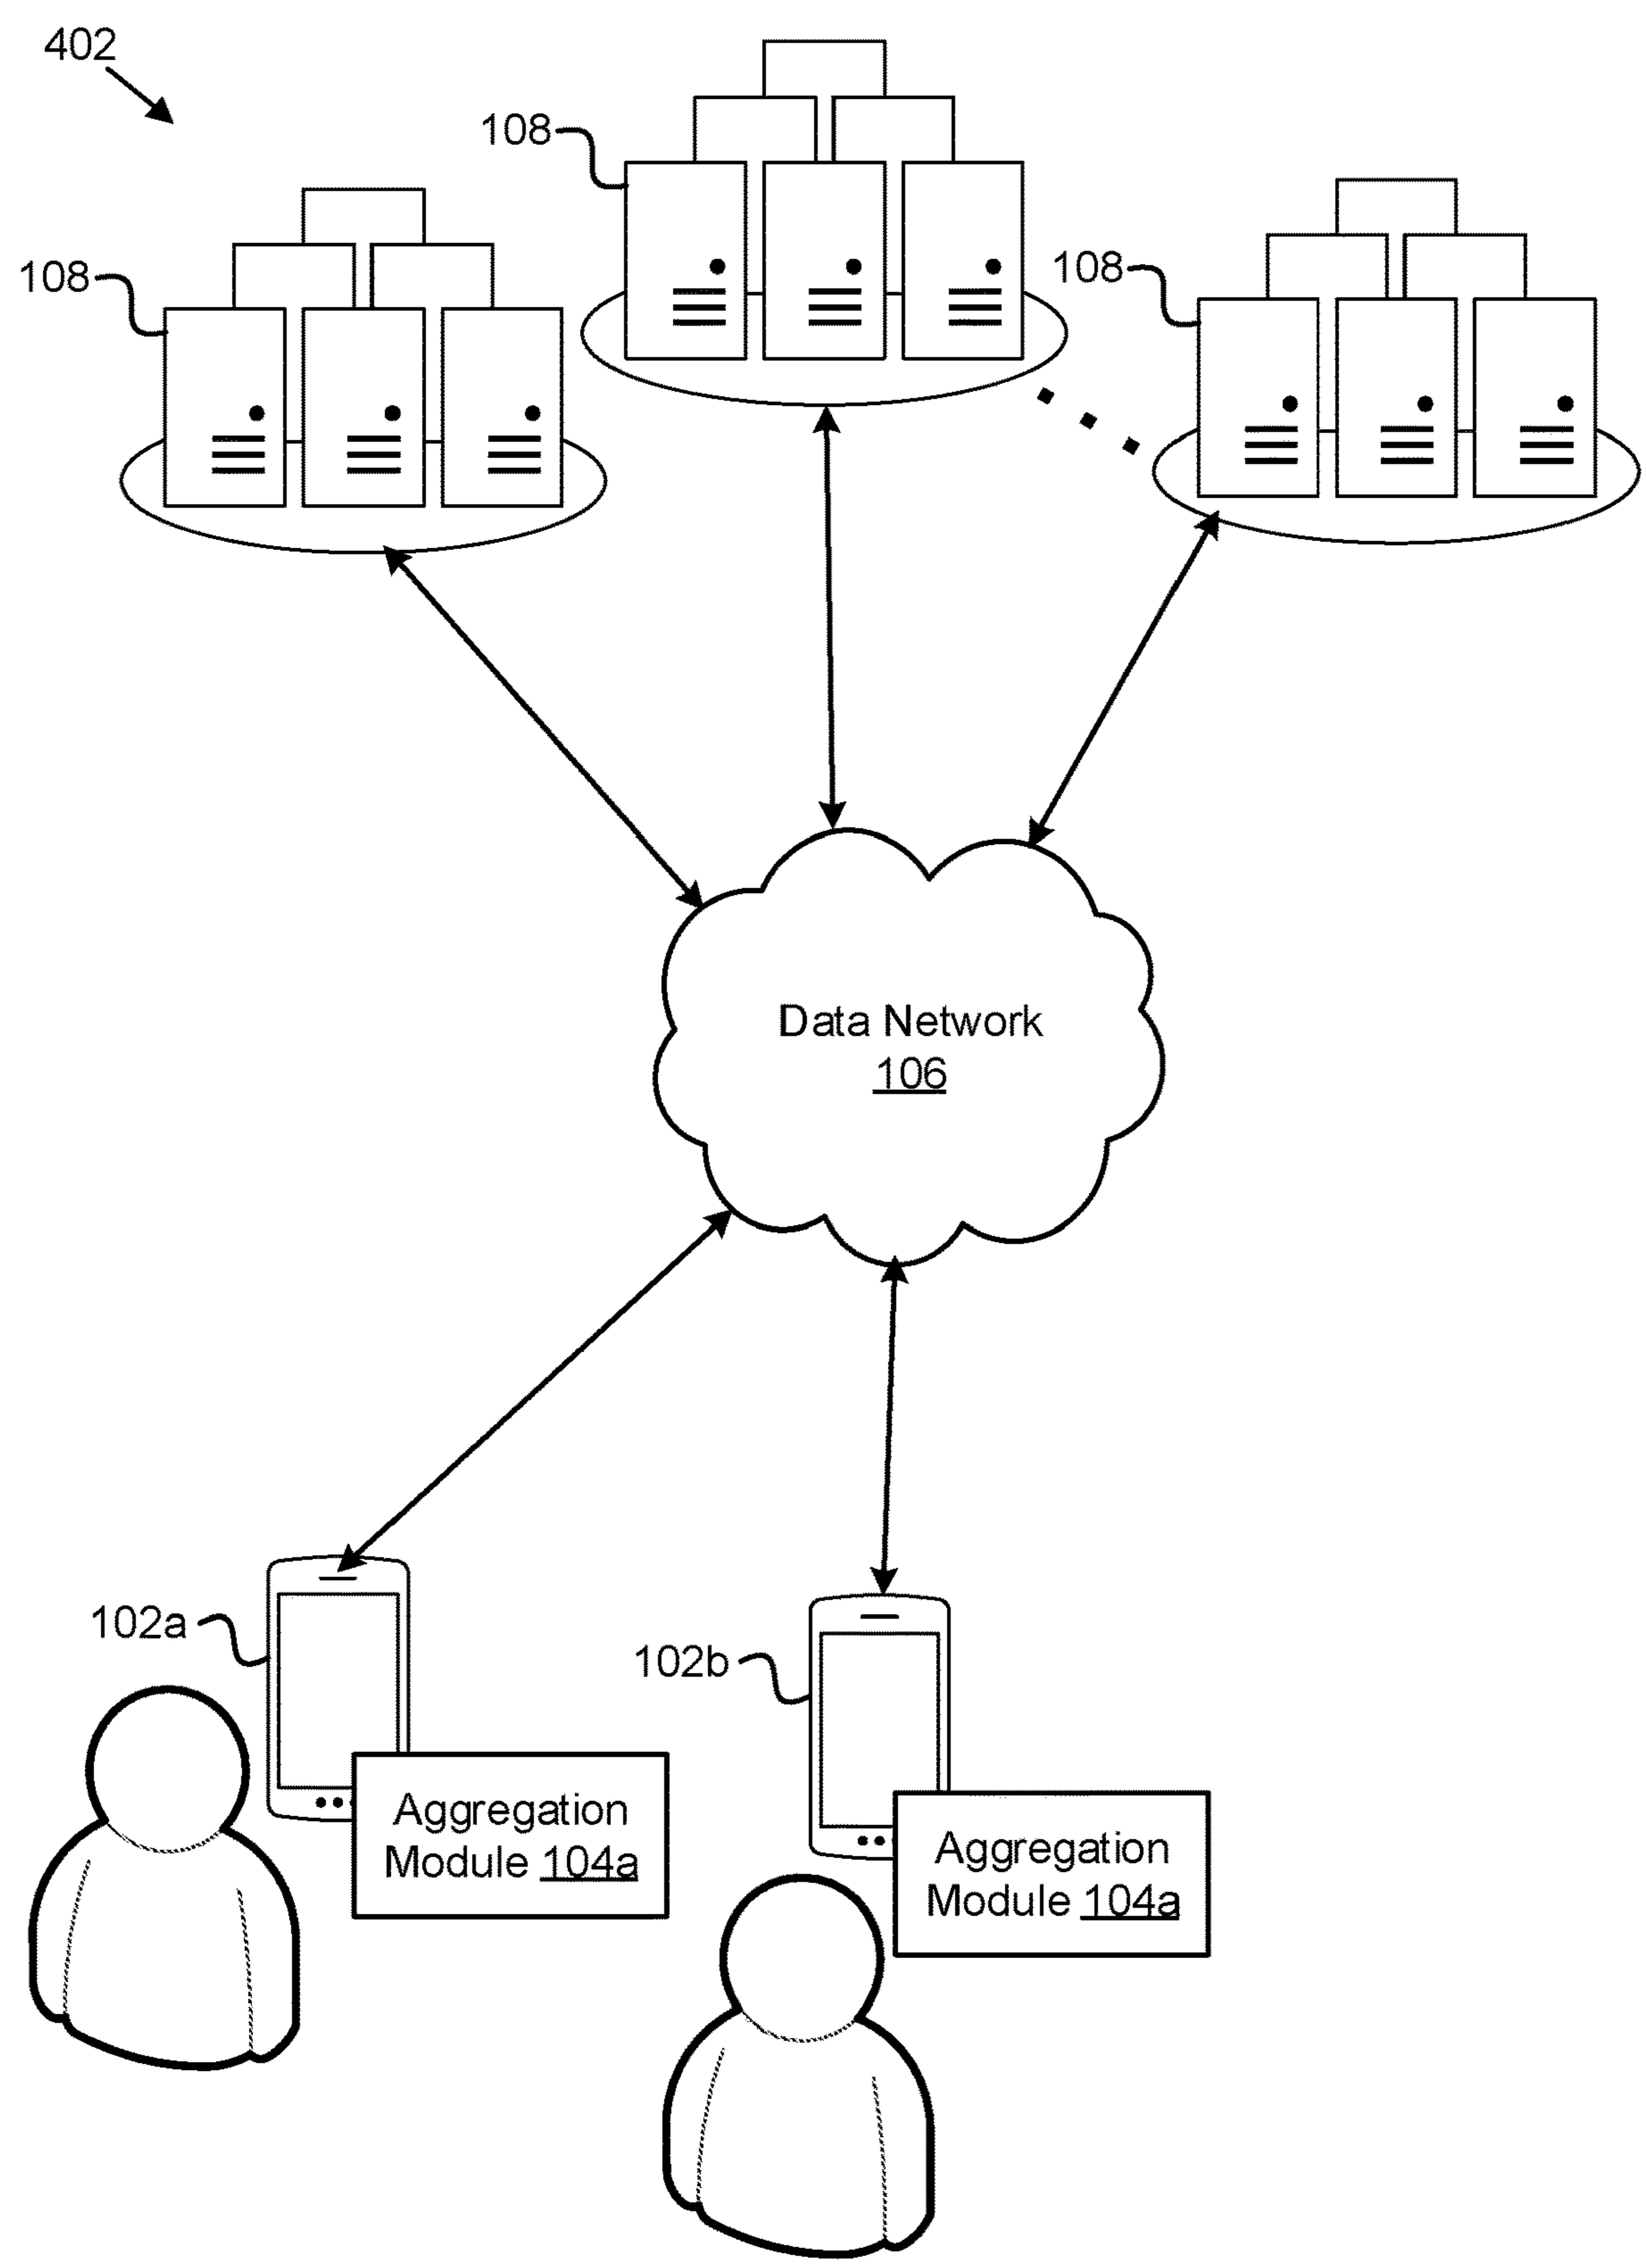 402
108
108
108
Data Network
106
102a
102b
Aggregation
Module 104a
Aggregation
Module 104a